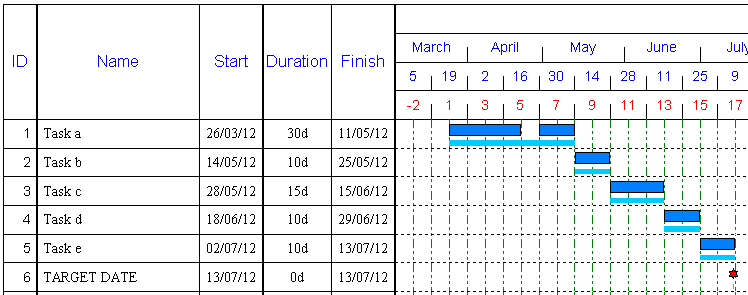 ID Name Start Duration Finish
March April May June July
5 19 2 16 30 14 28 11 25 9
-2 1 3 5 7 9 11 13 15 17
1 Task a 26/03/12 30d 11/05/12
2 Task b 14/05/12 10d 25/05/12
3 Task c 28/05/12 15d 15/06/12
4 Task d 18/06/12 10d 29/06/12
5 Task e 02/07/12 10d 13/07/12
6 TARGET DATE 13/07/12 0d 13/07/12